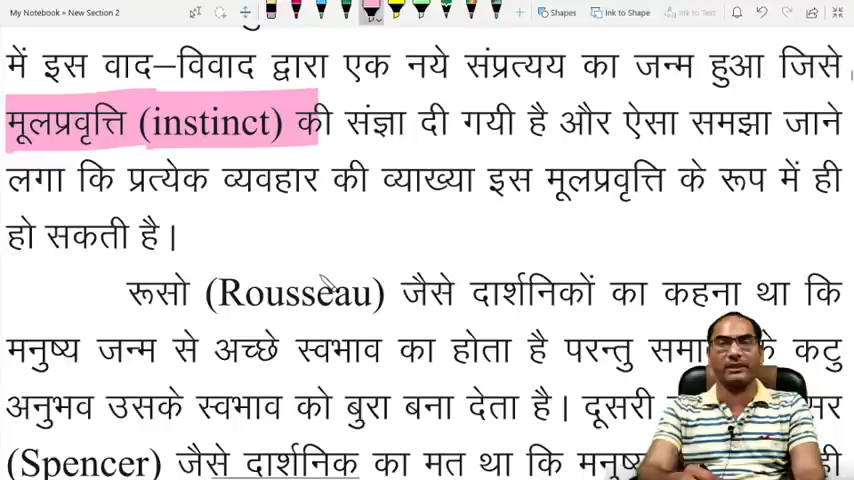 My Notebook » New Section 2
Shapes
Ink to Shape
Ink to Text
में इस वाद–विवाद द्वारा एक नये संप्रत्यय का जन्म हुआ जिसे
मूलप्रवृत्ति (instinct) की संज्ञा दी गयी है और ऐसा समझा जाने
लगा कि प्रत्येक व्यवहार की व्याख्या इस मूलप्रवृत्ति के रूप में ही
हो सकती है।
रूसो (Rousseau) जैसे दार्शनिकों का कहना था कि
मनुष्य जन्म से अच्छे स्वभाव का होता है परन्तु कटु
अनुभव उसके स्वभाव को बुरा बना देता है। दूसरी
(Spencer) जैसे दार्शनिक का मत था कि ही